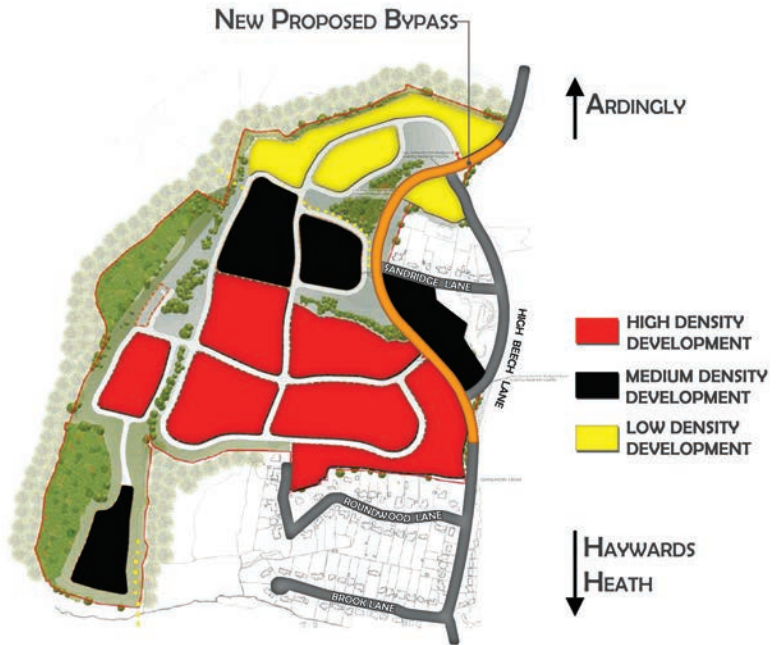 NEW PROPOSED BYPASS
ARDINGLY
SANDRIDGE LANE
HIGH BEECH LANE
HIGH DENSITY
DEVELOPMENT
MEDIUM DENSITY
DEVELOPMENT
LOW DENSITY
DEVELOPMENT
ROUNDWOOD LANE
HAYWARDS
HEATH
BROOK LANE